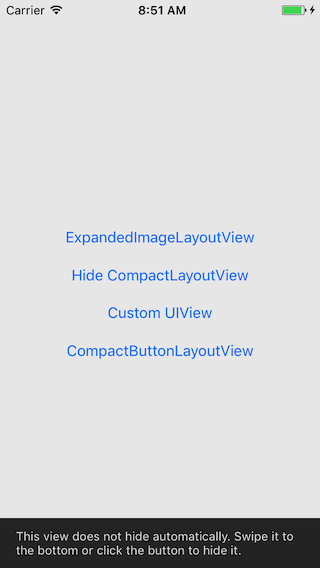 Carrier 8:51 AM
ExpandedImageLayoutView
Hide CompactLayoutView
Custom UIView
CompactButtonLayoutView
This view does not hide automatically. Swipe it to
the bottom or click the button to hide it.